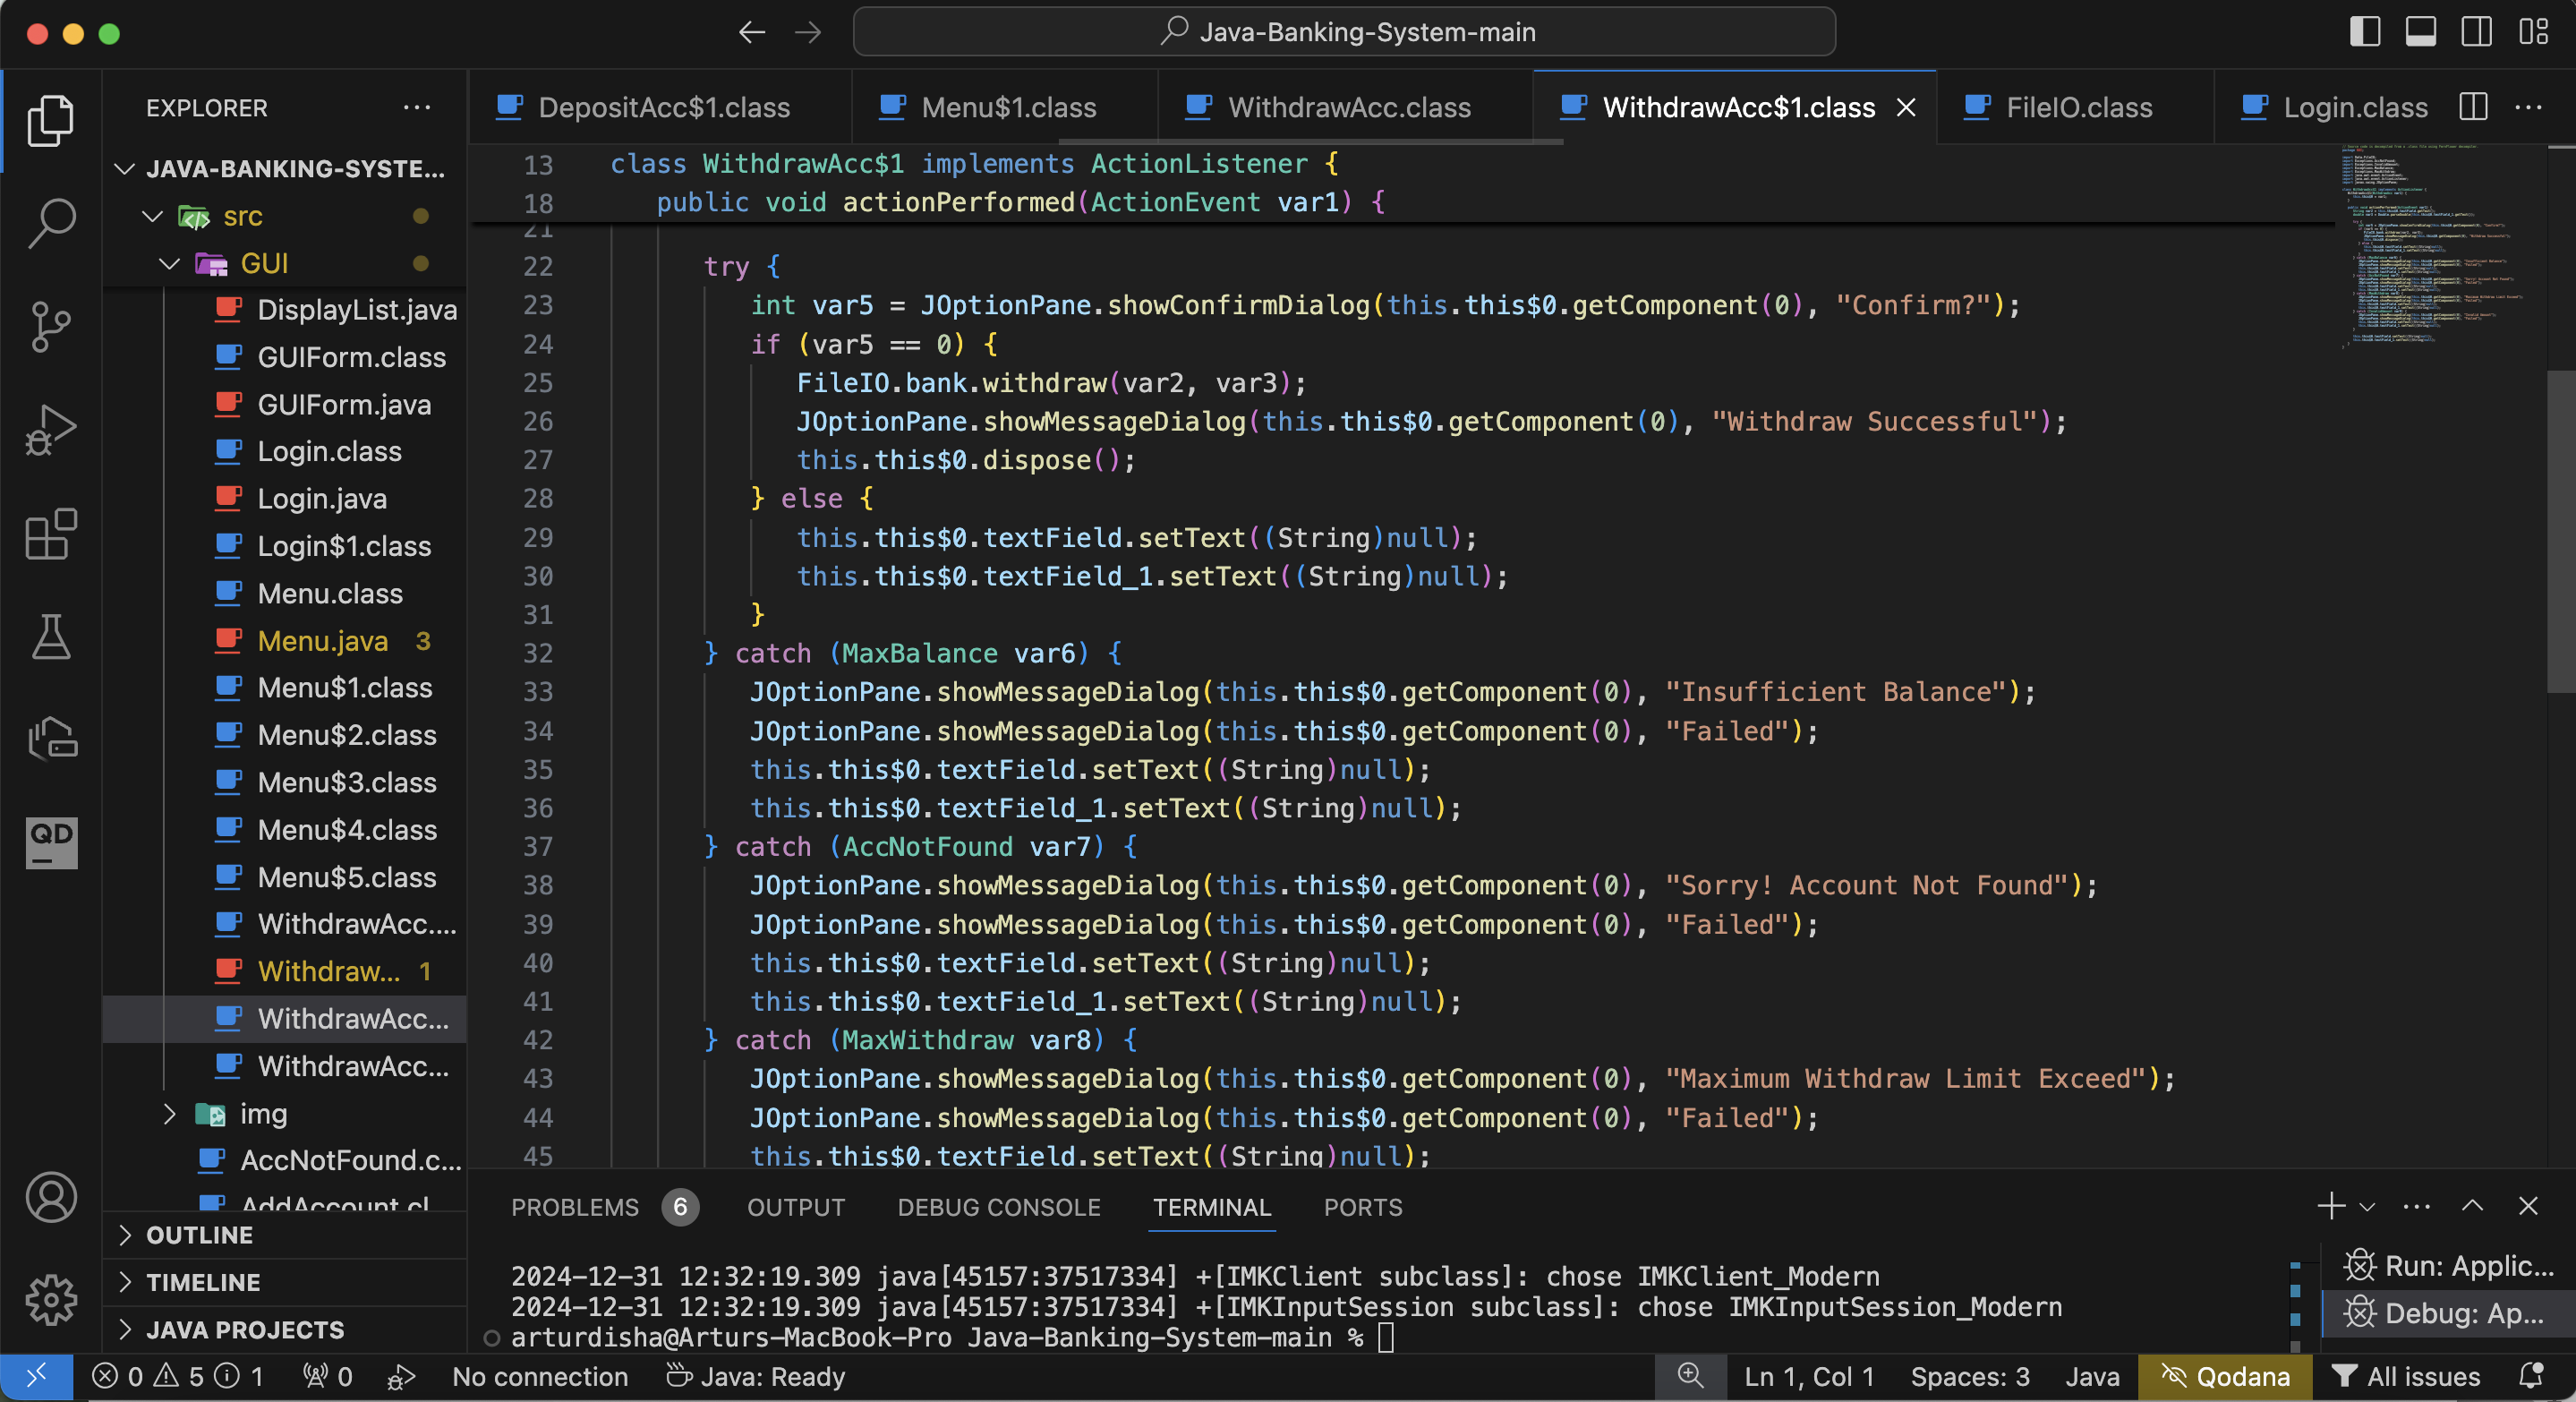 Java-Banking-System-main
EXPLORER
DepositAcc$1.class
Menu$1.class
WithdrawAcc.class
WithdrawAcc$1.class
FileIO.class
Login.class
JAVA-BANKING-SYSTE...
src
GUI
DisplayList.java
GUIForm.class
GUIForm.java
Login.class
Login.java
Login$1.class
Menu.class
Menu.java 3
Menu$1.class
Menu$2.class
Menu$3.class
Menu$4.class
Menu$5.class
WithdrawAcc....
Withdraw... 1
WithdrawAcc...
WithdrawAcc...
img
AccNotFound.c...
AddAccount.cl
OUTLINE
TIMELINE
JAVA PROJECTS
QD
13 class WithdrawAcc$1 implements ActionListener {
18 public void actionPerformed(ActionEvent var1) {
21
22 try {
23 int var5 = JOptionPane.showConfirmDialog(this.this$0.getComponent(0), "Confirm?");
24 if (var5 == 0) {
25 FileIO.bank.withdraw(var2, var3);
26 JOptionPane.showMessageDialog(this.this$0.getComponent(0), "Withdraw Successful");
27 this.this$0.dispose();
28 } else {
29 this.this$0.textField.setText((String)null);
30 this.this$0.textField_1.setText((String)null);
31 }
32 } catch (MaxBalance var6) {
33 JOptionPane.showMessageDialog(this.this$0.getComponent(0), "Insufficient Balance");
34 JOptionPane.showMessageDialog(this.this$0.getComponent(0), "Failed");
35 this.this$0.textField.setText((String)null);
36 this.this$0.textField_1.setText((String)null);
37 } catch (AccNotFound var7) {
38 JOptionPane.showMessageDialog(this.this$0.getComponent(0), "Sorry! Account Not Found");
39 JOptionPane.showMessageDialog(this.this$0.getComponent(0), "Failed");
40 this.this$0.textField.setText((String)null);
41 this.this$0.textField_1.setText((String)null);
42 } catch (MaxWithdraw var8) {
43 JOptionPane.showMessageDialog(this.this$0.getComponent(0), "Maximum Withdraw Limit Exceed");
44 JOptionPane.showMessageDialog(this.this$0.getComponent(0), "Failed");
45 this.this$0.textField.setText((String)null);
PROBLEMS 6 OUTPUT DEBUG CONSOLE TERMINAL PORTS
2024-12-31 12:32:19.309 java[45157:37517334] +[IMKClient subclass]: chose IMKClient_Modern
2024-12-31 12:32:19.309 java[45157:37517334] +[IMKInputSession subclass]: chose IMKInputSession_Modern
arturdisha@Arturs-MacBook-Pro Java-Banking-System-main %
Run: Applic...
Debug: Ap...
0 5 1 0 No connection Java: Ready Ln 1, Col 1 Spaces: 3 Java Qodana All issues